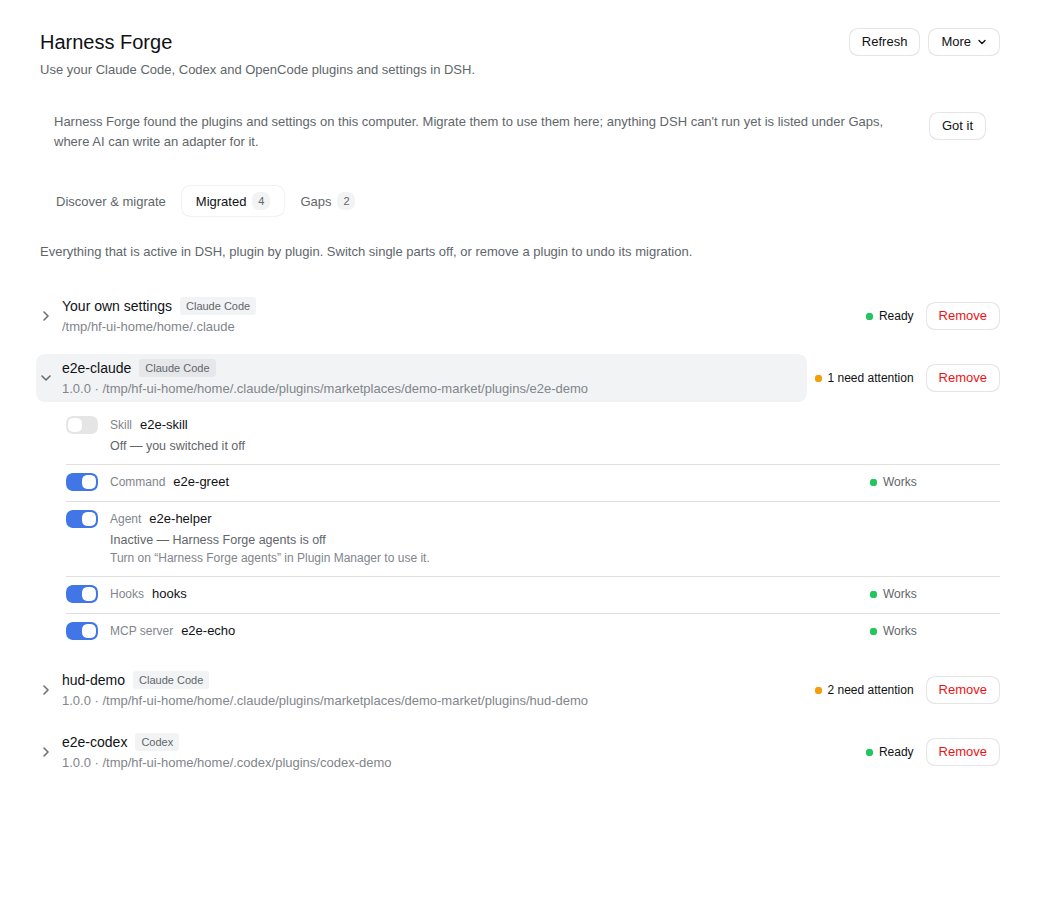 Harness Forge
Refresh
More
Use your Claude Code, Codex and OpenCode plugins and settings in DSH.
Harness Forge found the plugins and settings on this computer. Migrate them to use them here; anything DSH can't run yet is listed under Gaps,
where AI can write an adapter for it.
Got it
Discover & migrate
Migrated 4
Gaps 2
Everything that is active in DSH, plugin by plugin. Switch single parts off, or remove a plugin to undo its migration.
Your own settings Claude Code
/tmp/hf-ui-home/home/.claude
Ready
Remove
e2e-claude Claude Code
1.0.0 · /tmp/hf-ui-home/home/.claude/plugins/marketplaces/demo-market/plugins/e2e-demo
1 need attention
Remove
Skill e2e-skill
Off — you switched it off
Command e2e-greet
Works
Agent e2e-helper
Inactive — Harness Forge agents is off
Turn on “Harness Forge agents” in Plugin Manager to use it.
Hooks hooks
Works
MCP server e2e-echo
Works
hud-demo Claude Code
1.0.0 · /tmp/hf-ui-home/home/.claude/plugins/marketplaces/demo-market/plugins/hud-demo
2 need attention
Remove
e2e-codex Codex
1.0.0 · /tmp/hf-ui-home/home/.codex/plugins/codex-demo
Ready
Remove